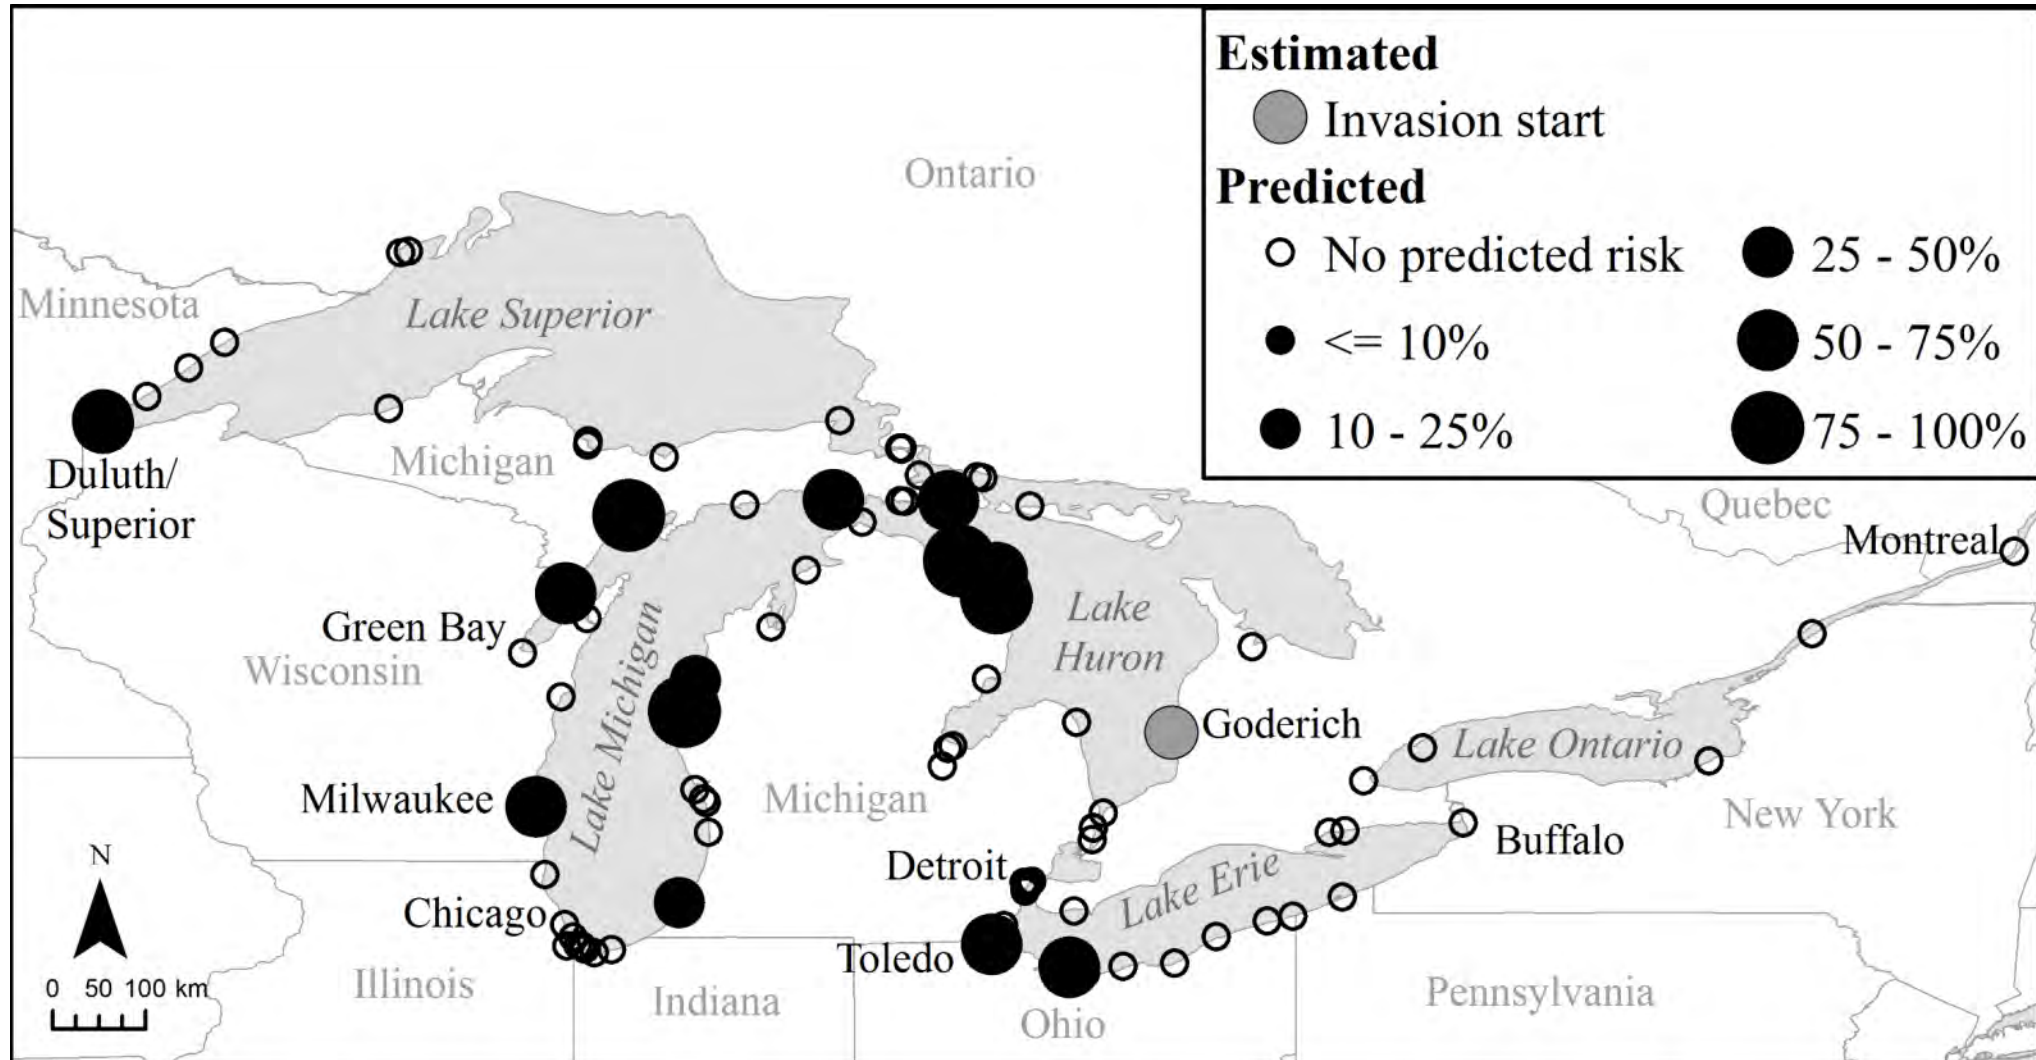 Estimated
Invasion start
Predicted
No predicted risk
<= 10%
10 - 25%
25 - 50%
50 - 75%
75 - 100%
Ontario
Minnesota
Lake Superior
Michigan
Duluth/
Superior
Quebec
Montreal
Green Bay
Wisconsin
Lake Michigan
Lake
Huron
Goderich
Lake Ontario
Milwaukee
Michigan
New York
Detroit
Buffalo
Lake Erie
Chicago
Toledo
Illinois
Indiana
Ohio
Pennsylvania
N
0 50 100 km